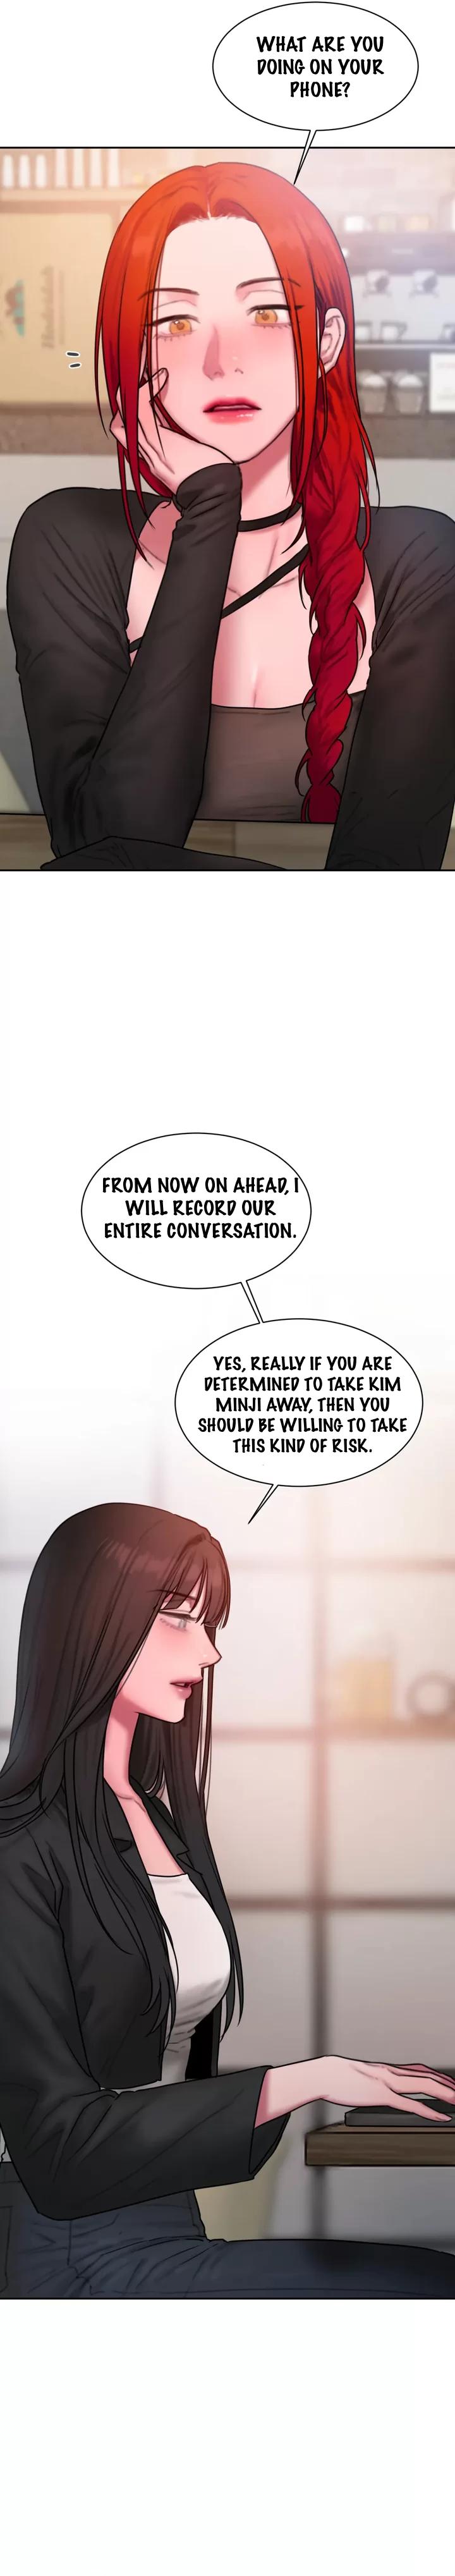 WHAT ARE YOU
DOING ON YOUR
PHONE?
FROM NOW ON AHEAD, I
WILL RECORD OUR
ENTIRE CONVERSATION.
YES, REALLY IF YOU ARE
DETERMINED TO TAKE KIM
MINJI AWAY, THEN YOU
SHOULD BE WILLING TO TAKE
THIS KIND OF RISK.